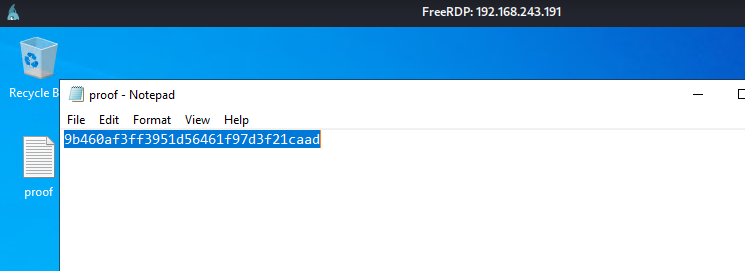 FreeRDP: 192.168.243.191
Recycle B
proof - Notepad
File Edit Format View Help
9b460af3ff3951d56461f97d3f21caad
proof